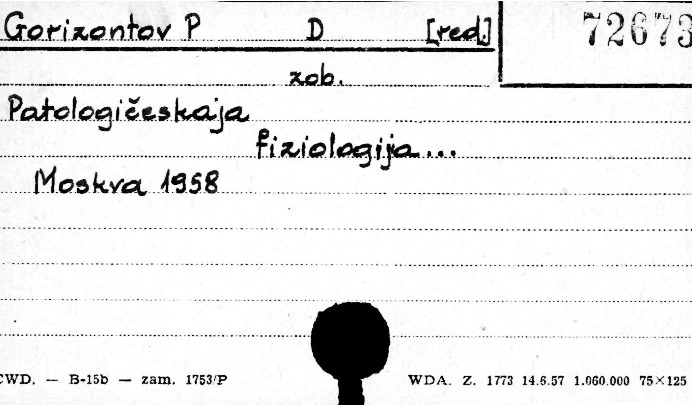 Gorizontov P D [red.] 72673
zob.
Patologičeskaja
fiziologija...
Moskva 1958
CWD. — B-15b — zam. 1753/P WDA. Z. 1773 14.6.57 1.060.000 75×125